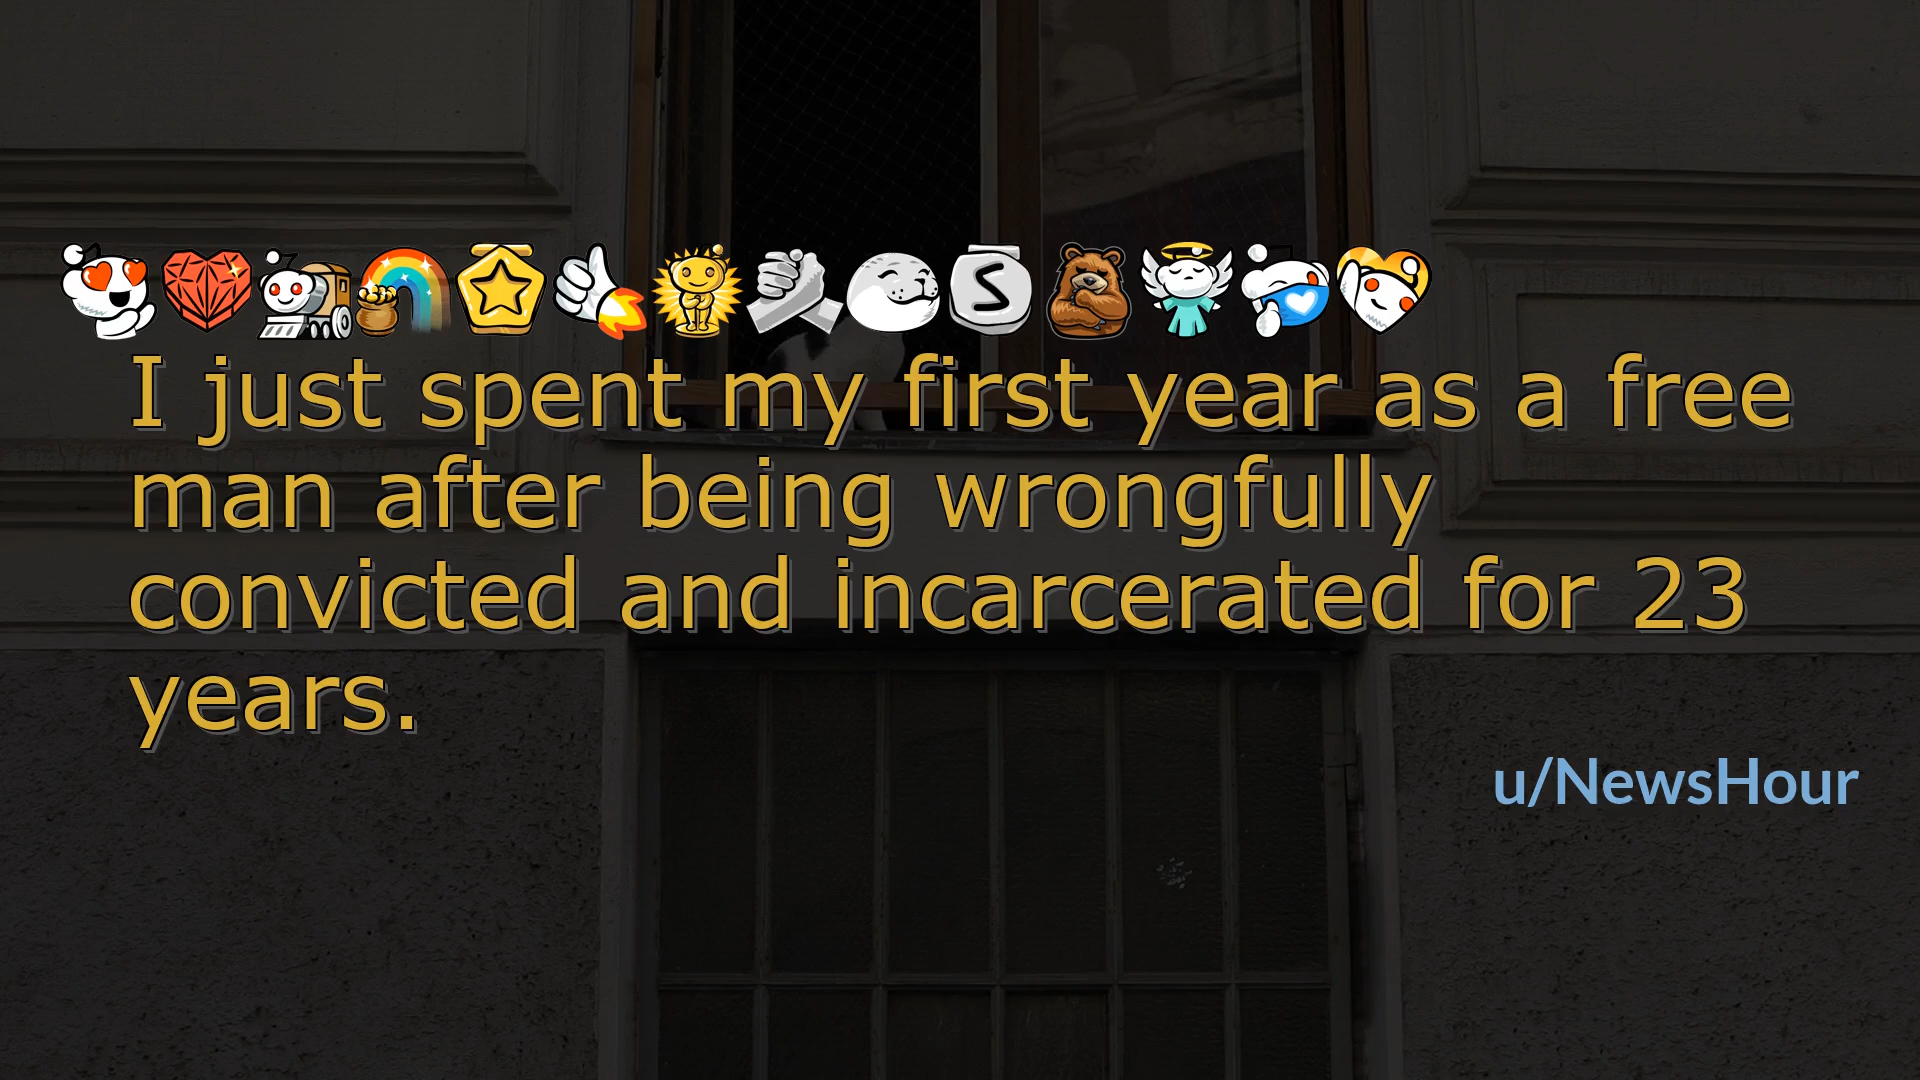 S
I just spent my first year as a free
man after being wrongfully
convicted and incarcerated for 23
years.
u/NewsHour